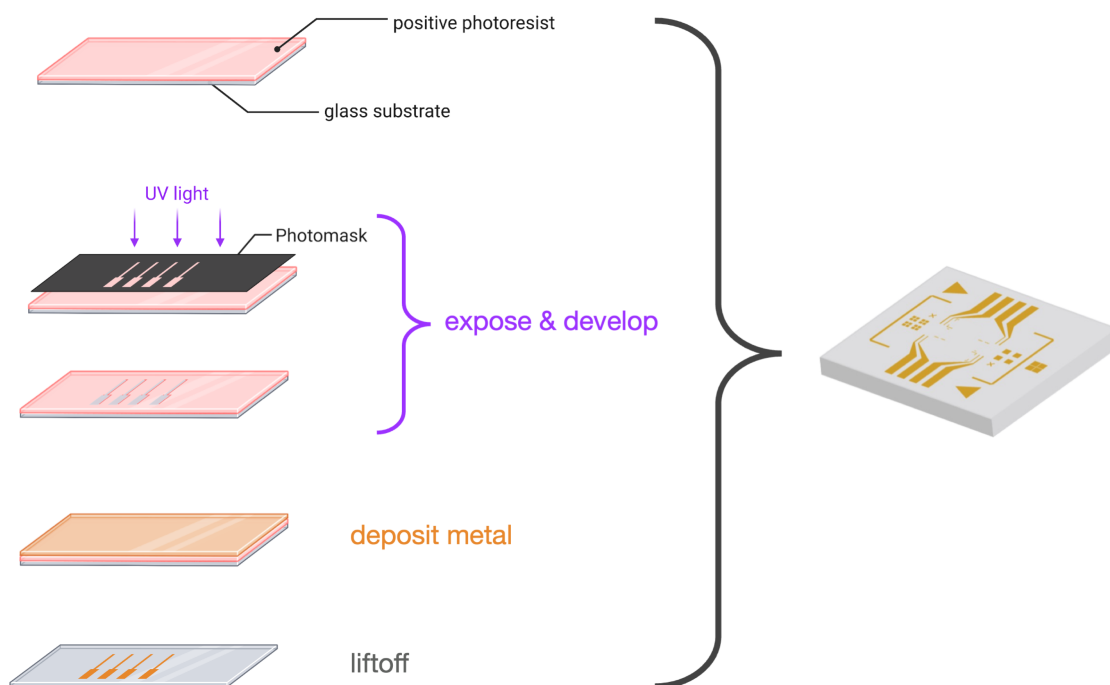 positive photoresist
glass substrate
UV light
Photomask
expose & develop
deposit metal
liftoff